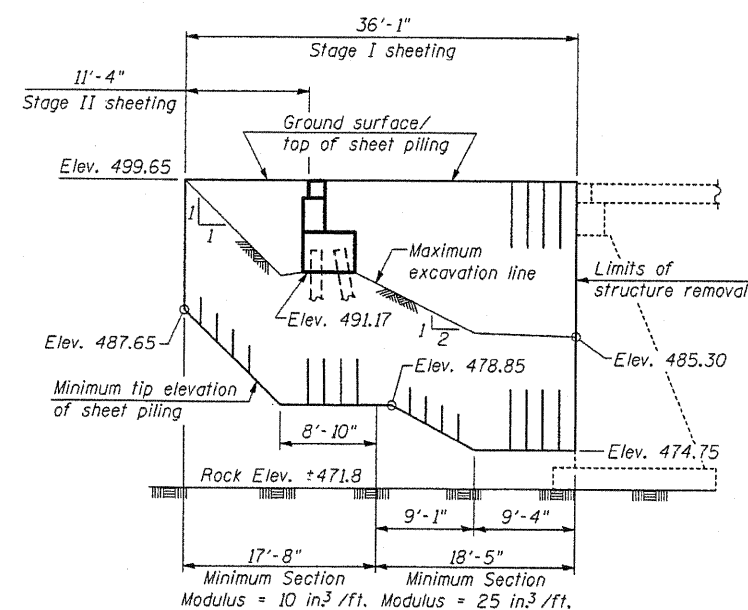 36'-1"
Stage I sheeting
11'-4"
Stage II sheeting
Ground surface/
top of sheet piling
Elev. 499.65
1
1
Maximum
excavation line
Limits of
structure removal
Elev. 491.17
1
2
Elev. 487.65
Elev. 478.85
Elev. 485.30
Minimum tip elevation
of sheet piling
8'-10"
Elev. 474.75
Rock Elev. ±471.8
9'-1"
9'-4"
17'-8"
18'-5"
Minimum Section
Modulus = 10 in.³/ft.
Minimum Section
Modulus = 25 in.³/ft.